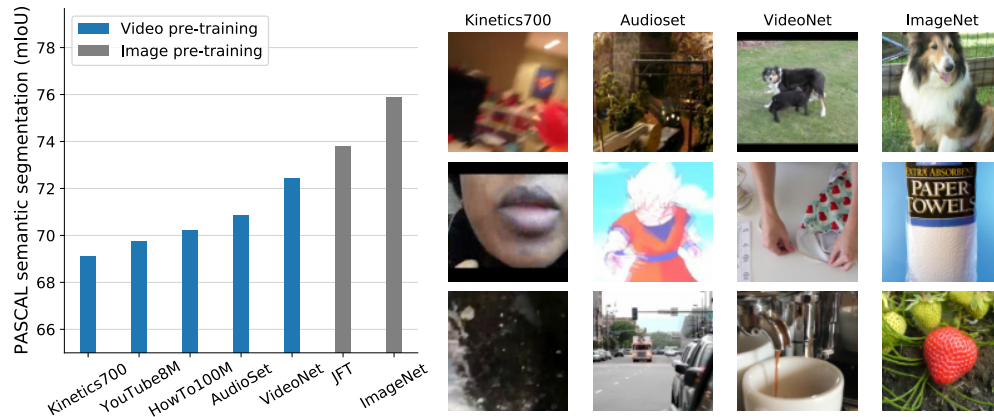 PASCAL semantic segmentation (mIoU)
78
76
74
72
70
68
66
Video pre-training
Image pre-training
Kinetics700
YouTube8M
HowTo100M
AudioSet
VideoNet
JFT
ImageNet
Kinetics700
Audioset
VideoNet
ImageNet
EXTRA ABSORBENT
PAPER
TOWELS